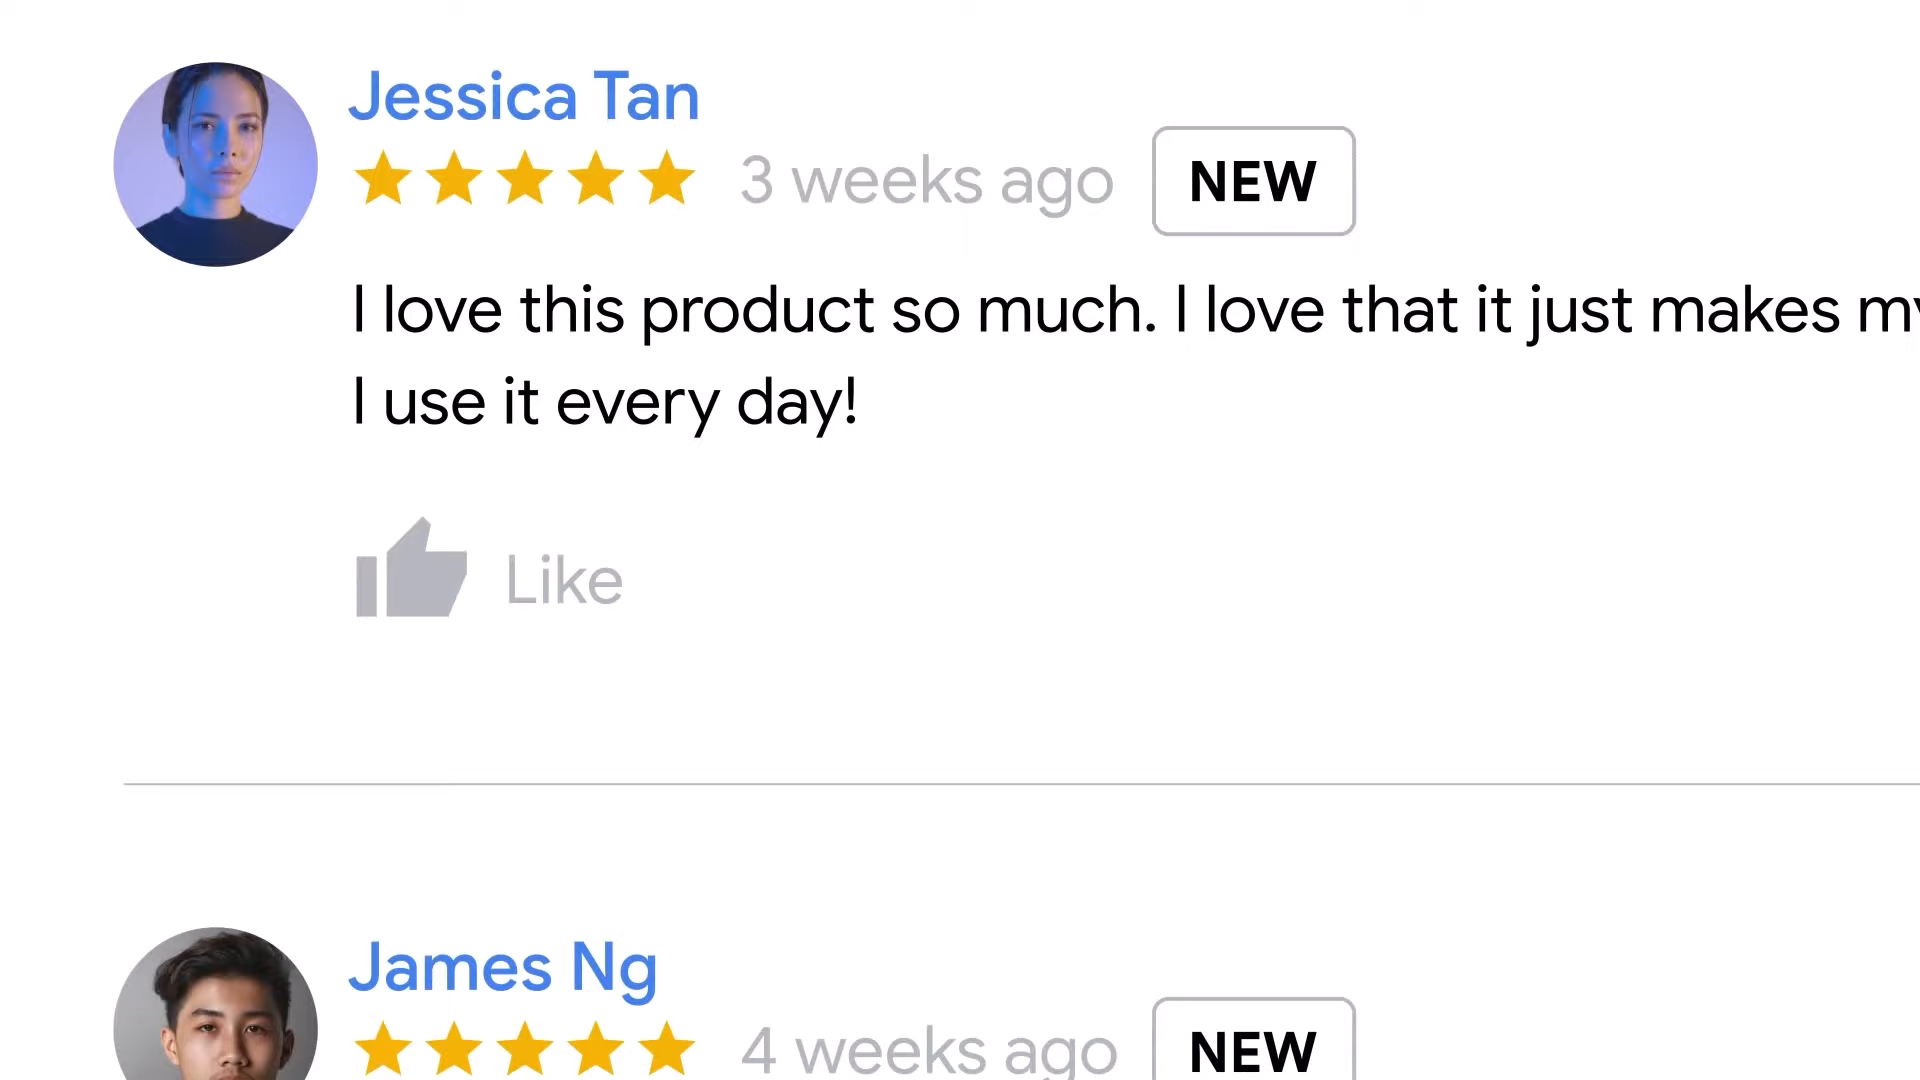 Jessica Tan
3 weeks ago NEW
I love this product so much. I love that it just makes my
I use it every day!
Like
James Ng
4 weeks ago NEW